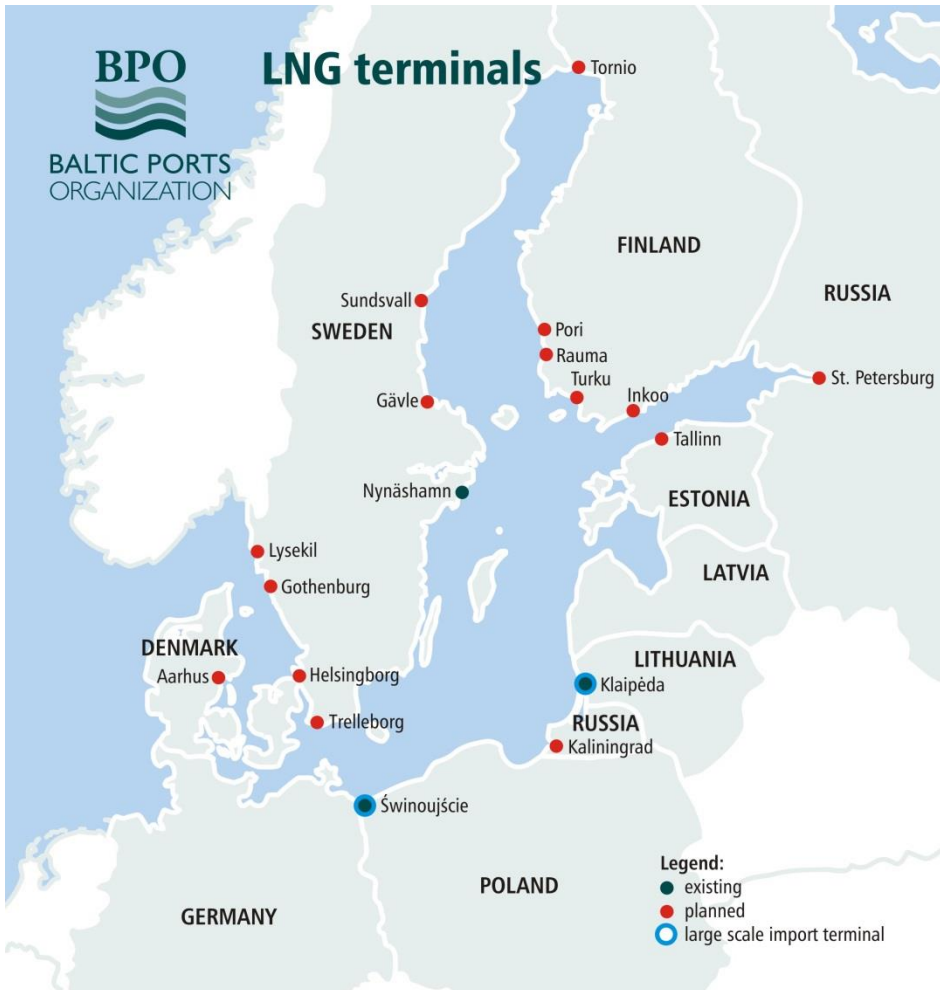 BPO
BALTIC PORTS
ORGANIZATION
LNG terminals
Tornio
FINLAND
RUSSIA
Sundsvall
SWEDEN
Pori
Rauma
Turku
Inkoo
St. Petersburg
Gävle
Tallinn
Nynäshamn
ESTONIA
Lysekil
LATVIA
Gothenburg
DENMARK
Aarhus
Helsingborg
LITHUANIA
Klaipėda
Trelleborg
RUSSIA
Kaliningrad
Świnoujście
POLAND
GERMANY
Legend:
existing
planned
large scale import terminal